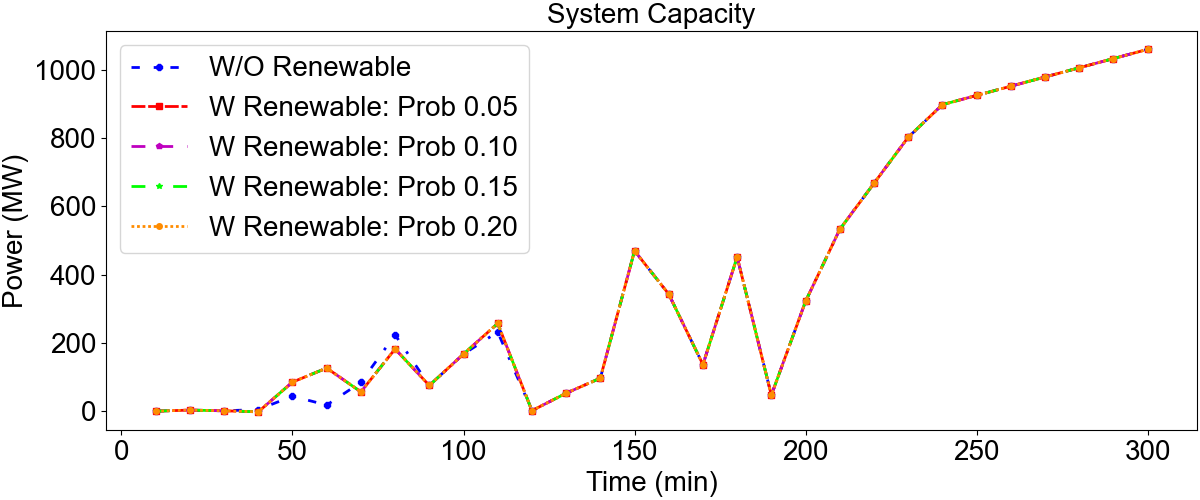 System Capacity
Power (MW)
1000
800
600
400
200
0
W/O Renewable
W Renewable: Prob 0.05
W Renewable: Prob 0.10
W Renewable: Prob 0.15
W Renewable: Prob 0.20
0 50 100 150 200 250 300
Time (min)